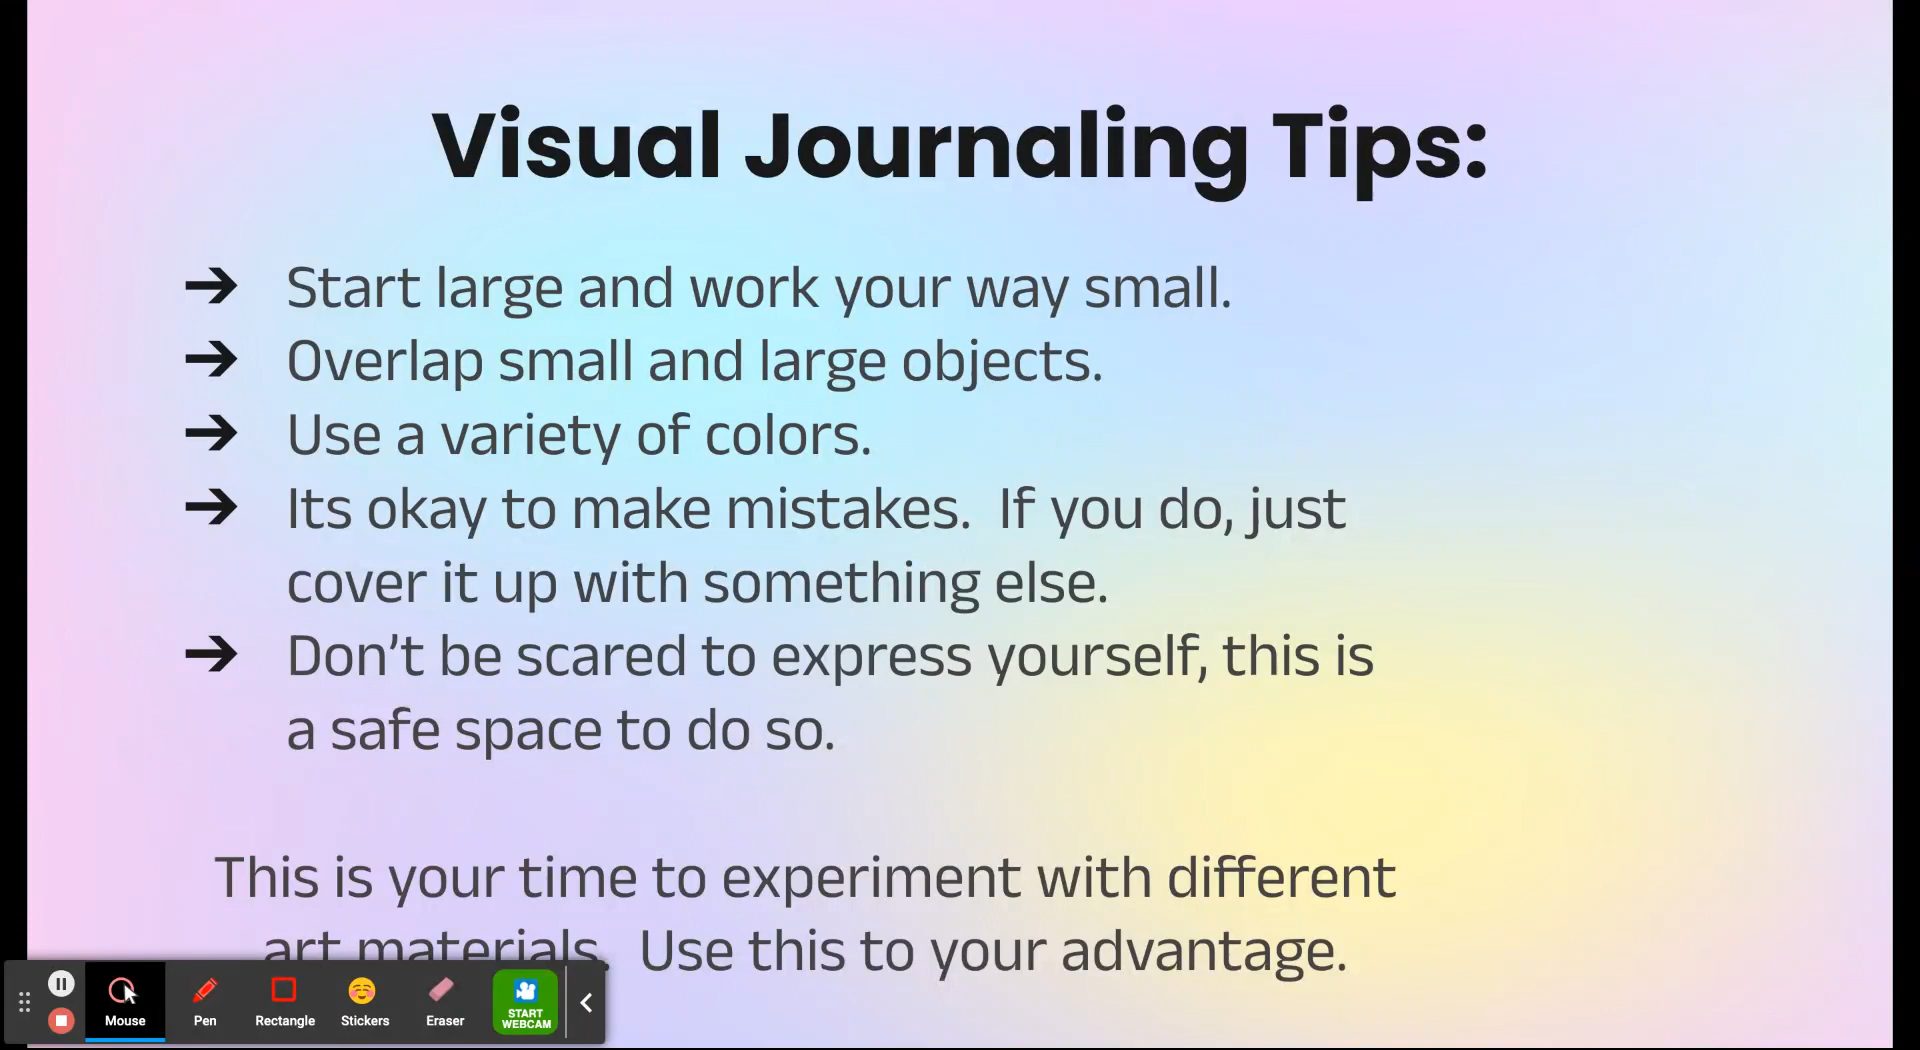 Visual Journaling Tips:
➔ Start large and work your way small.
➔ Overlap small and large objects.
➔ Use a variety of colors.
➔ Its okay to make mistakes.  If you do, just
cover it up with something else.
➔ Don’t be scared to express yourself, this is
a safe space to do so.
This is your time to experiment with different
art materials.  Use this to your advantage.
Mouse Pen Rectangle Stickers Eraser START
WEBCAM